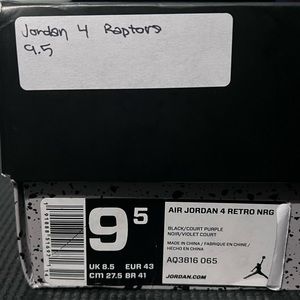 Jordan 4 Raptors
9.5
9 5
UK 8.5 EUR 43
CM 27.5 BR 41
AIR JORDAN 4 RETRO NRG
BLACK/COURT PURPLE
NOIR/VIOLET COURT
MADE IN CHINA / FABRIQUE EN CHINE /
HECHO EN CHINA
AQ3816 065
JORDAN.COM